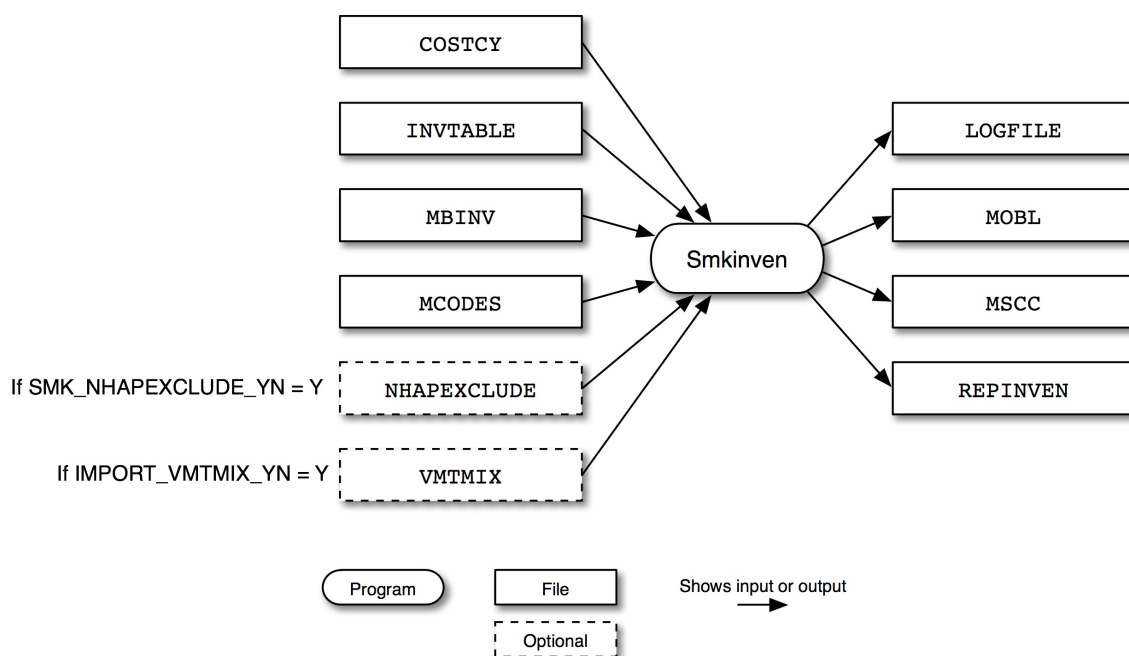 COSTCY
INVTABLE
LOGFILE
MBINV
MOBL
Smkinven
MCODES
MSCC
If SMK_NHAPEXCLUDE_YN = Y
NHAPEXCLUDE
REPINVEN
If IMPORT_VMTMIX_YN = Y
VMTMIX
Program
File
Shows input or output
Optional